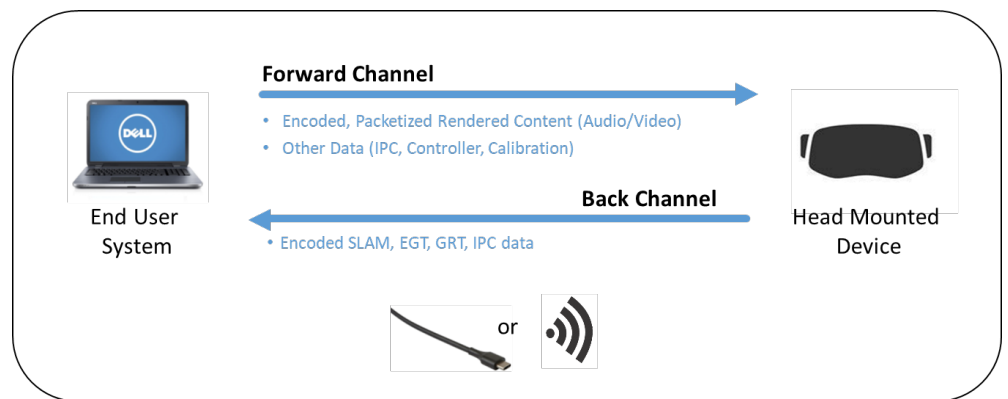 Forward Channel
• Encoded, Packetized Rendered Content (Audio/Video)
• Other Data (IPC, Controller, Calibration)
DELL
End User
System
Back Channel
• Encoded SLAM, EGT, GRT, IPC data
Head Mounted
Device
or